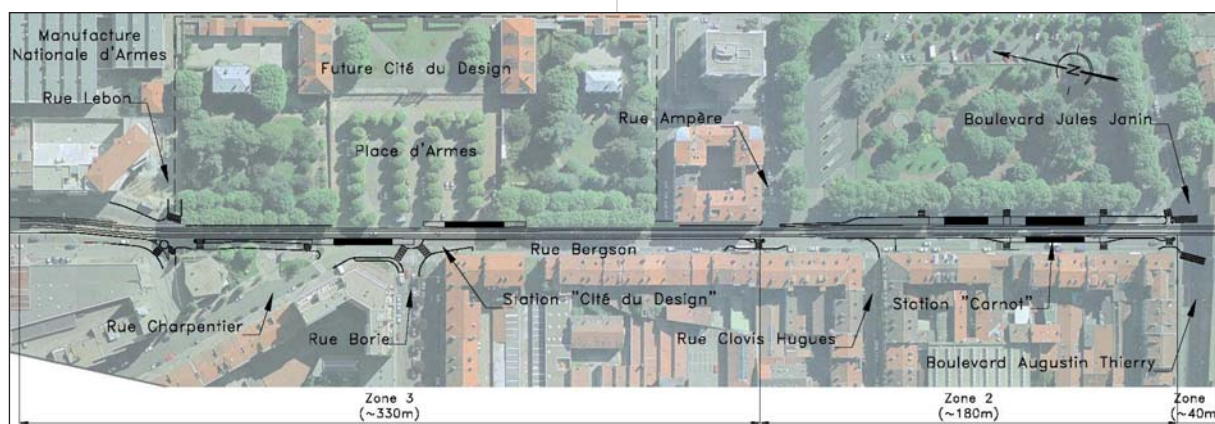 Manufacture
Nationale d'Armes
Future Cité du Design
Rue Lebon
Rue Ampère
N
Boulevard Jules Janin
Place d'Armes
Rue Bergson
Station "Cité du Design"
Station "Carnot"
Rue Charpentier
Rue Borie
Rue Clovis Hugues
Boulevard Augustin Thierry
Zone 3
(~330m)
Zone 2
(~180m)
Zone
(~40m